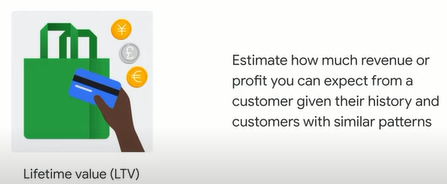 ¥
£
€
Estimate how much revenue or
profit you can expect from a
customer given their history and
customers with similar patterns
Lifetime value (LTV)